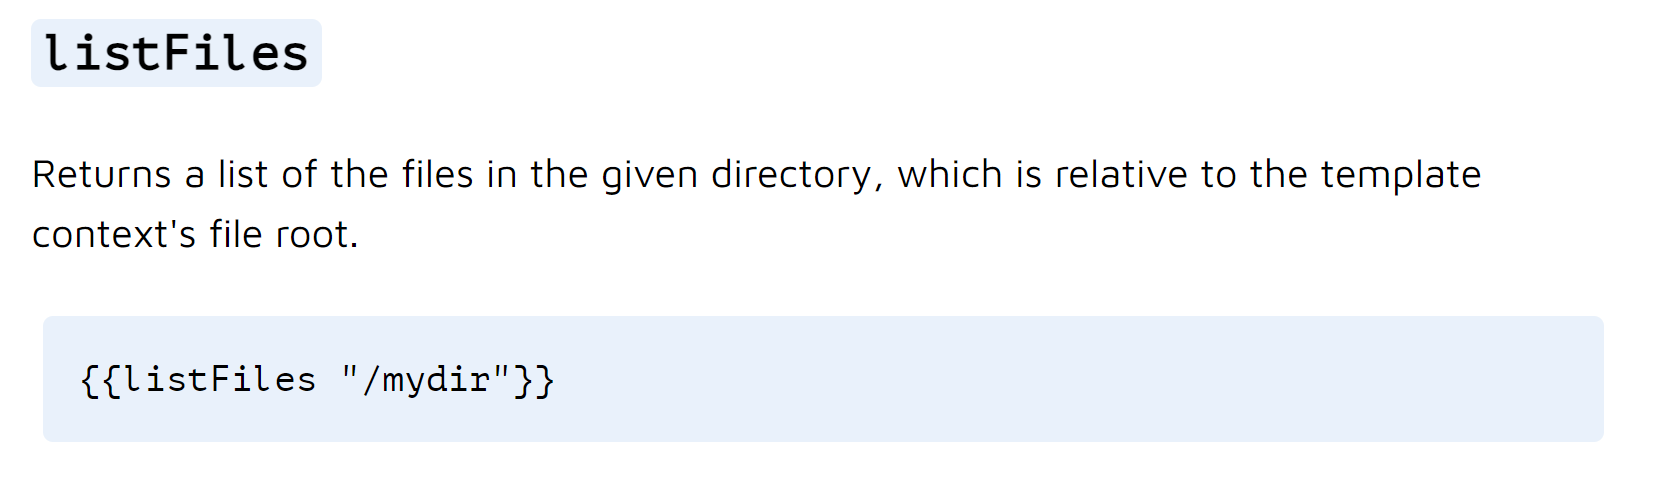 listFiles
Returns a list of the files in the given directory, which is relative to the template
context's file root.
{{listFiles "/mydir"}}